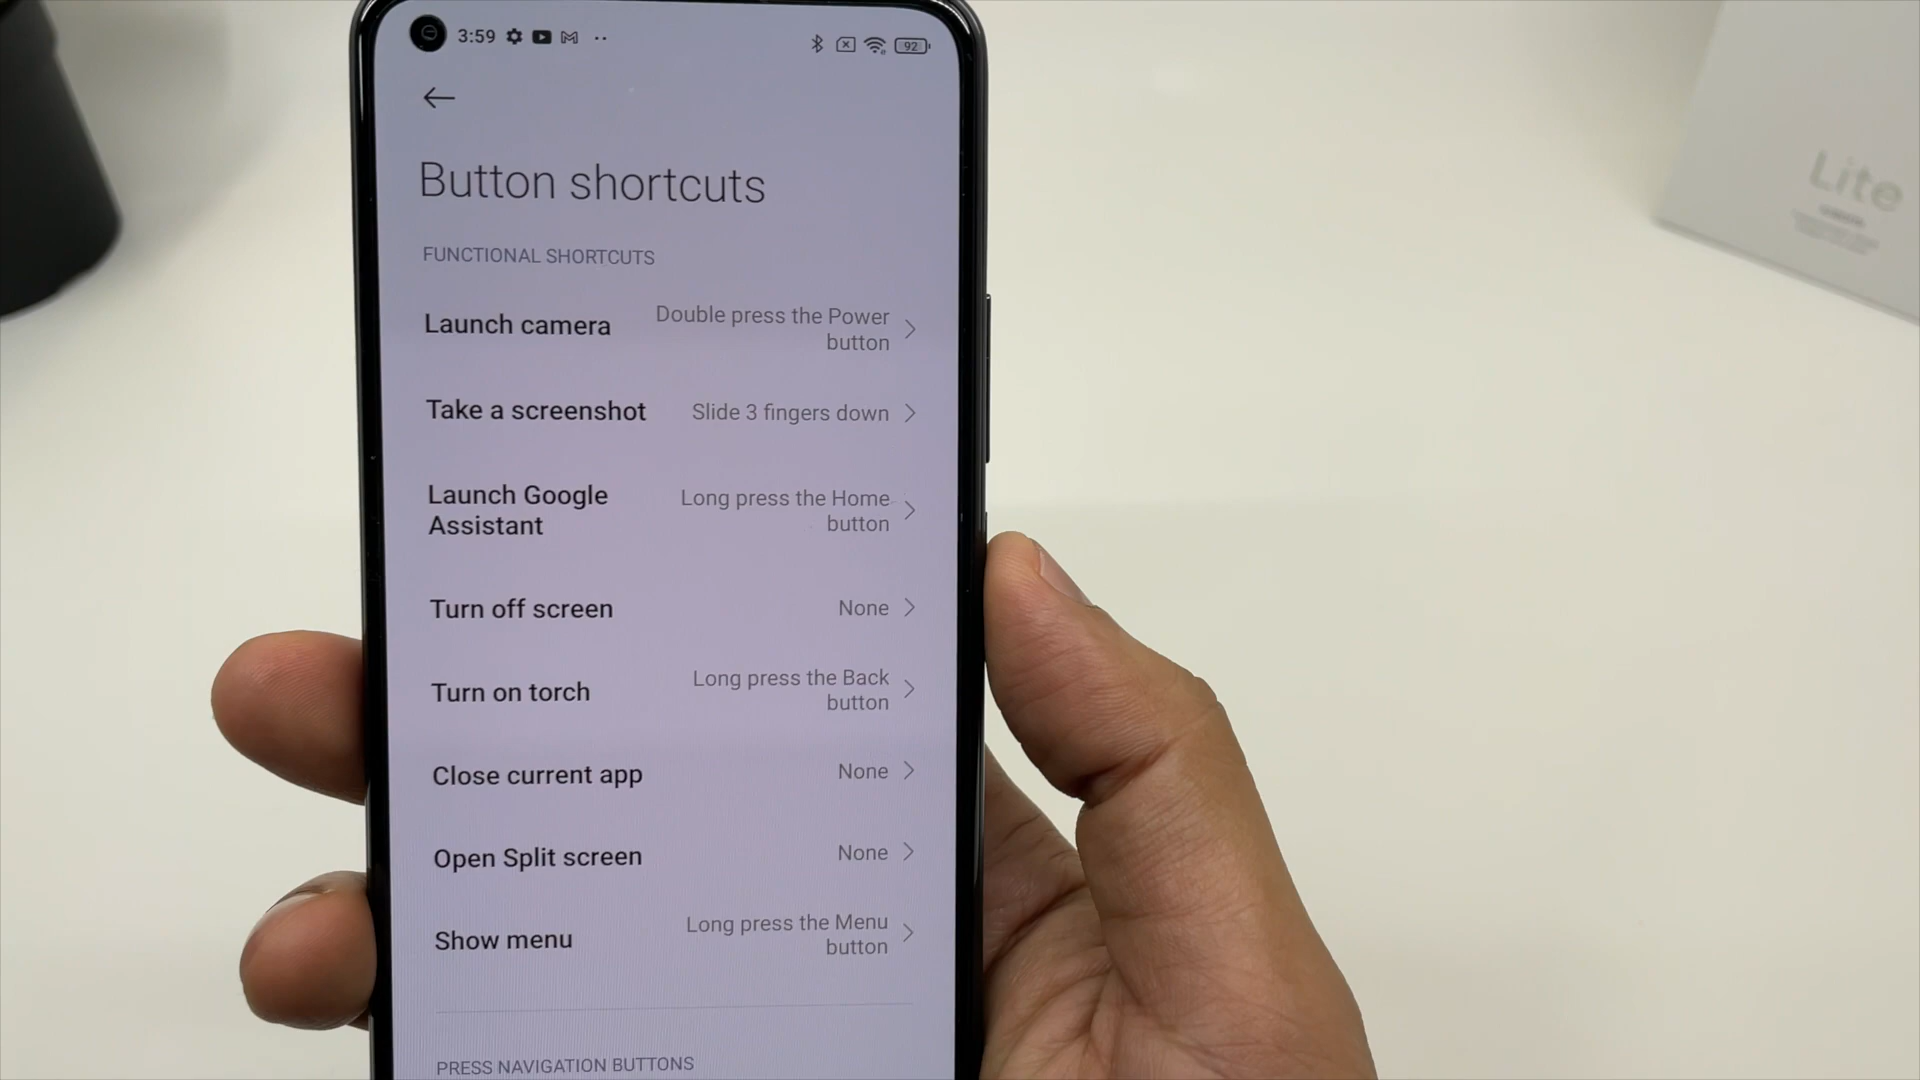 3:59
92
Button shortcuts
FUNCTIONAL SHORTCUTS
Launch camera
Double press the Power
button
Take a screenshot
Slide 3 fingers down
Launch Google
Assistant
Long press the Home
button
Turn off screen
None
Turn on torch
Long press the Back
button
Close current app
None
Open Split screen
None
Show menu
Long press the Menu
button
PRESS NAVIGATION BUTTONS
Lite